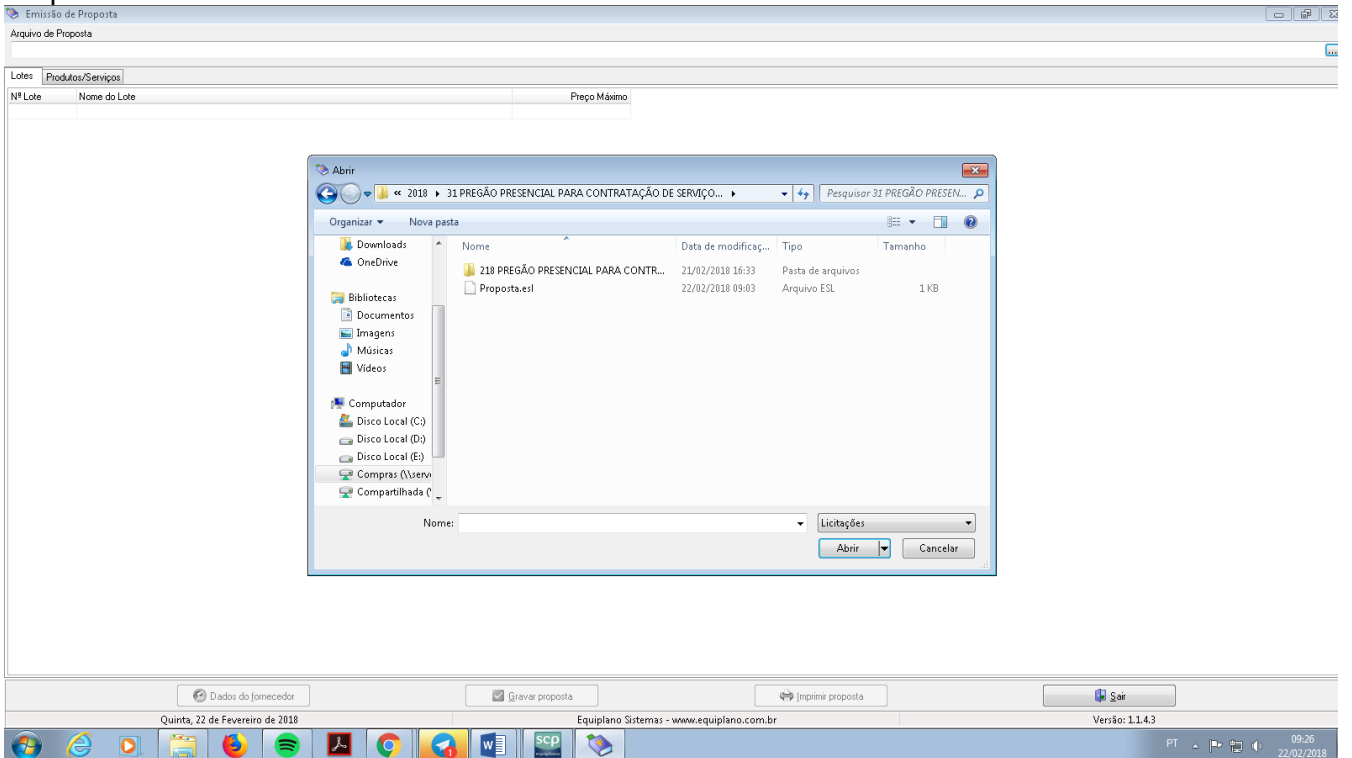 Emissão de Proposta
Arquivo de Proposta
...
Lotes Produtos/Serviços
Nº Lote Nome do Lote Preço Máximo
Abrir
« 2018 ▸ 31 PREGÃO PRESENCIAL PARA CONTRATAÇÃO DE SERVIÇO... ▸ Pesquisar 31 PREGÃO PRESEN...
Organizar Nova pasta
Downloads
OneDrive
Bibliotecas
Documentos
Imagens
Músicas
Vídeos
Computador
Disco Local (C:)
Disco Local (D:)
Disco Local (E:)
Compras (\\serv
Compartilhada (
Nome Data de modificaç... Tipo Tamanho
218 PREGÃO PRESENCIAL PARA CONTR... 21/02/2018 16:33 Pasta de arquivos
Proposta.esl 22/02/2018 09:03 Arquivo ESL 1 KB
Nome: Licitações
Abrir Cancelar
Dados do fornecedor Gravar proposta Imprimir proposta Sair
Quinta, 22 de Fevereiro de 2018 Equiplano Sistemas - www.equiplano.com.br Versão: 1.1.4.3
scp
PT 09:26
22/02/2018